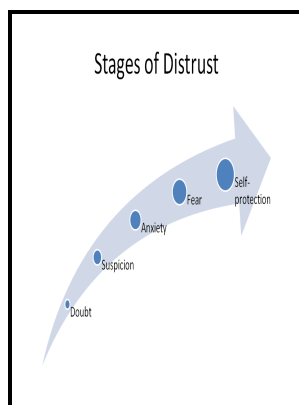 Stages of Distrust
Doubt
Suspicion
Anxiety
Fear
Self-
protection